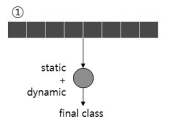 ①
static
+
dynamic
final class